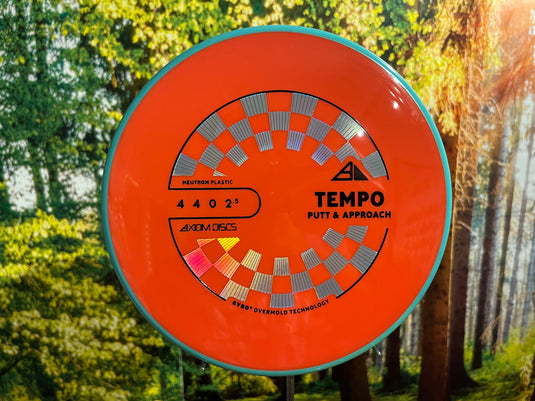 NEUTRON PLASTIC
4 4 0 2.5
AXIOM DISCS
TEMPO
PUTT & APPROACH
GYRO® OVERMOLD TECHNOLOGY